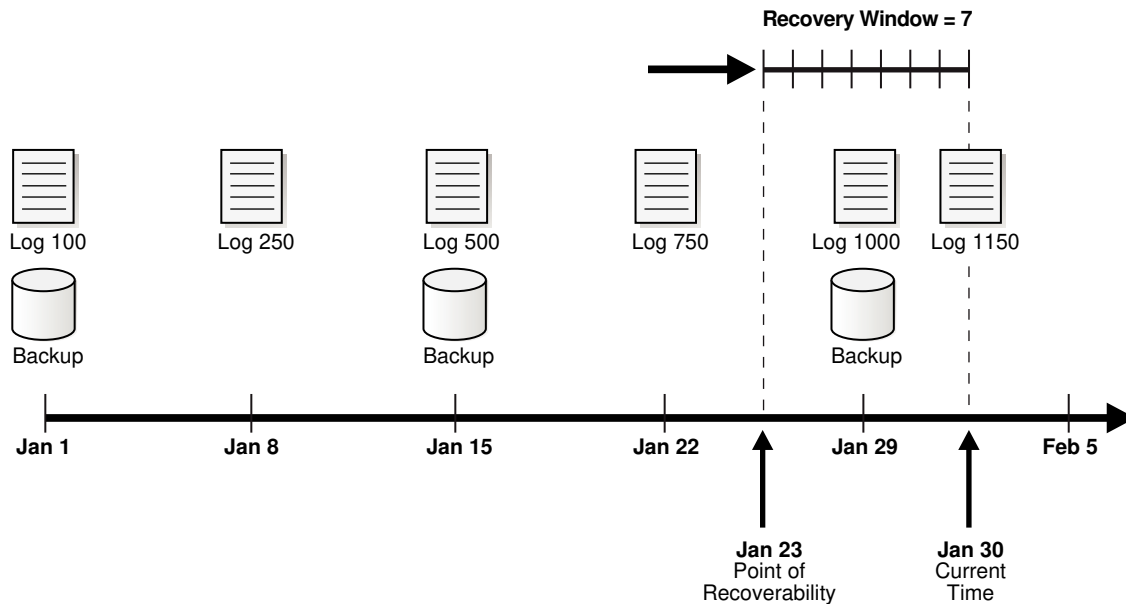 Recovery Window = 7
Log 100
Log 250
Log 500
Log 750
Log 1000
Log 1150
Backup
Backup
Backup
Jan 1
Jan 8
Jan 15
Jan 22
Jan 29
Feb 5
Jan 23
Point of
Recoverability
Jan 30
Current
Time